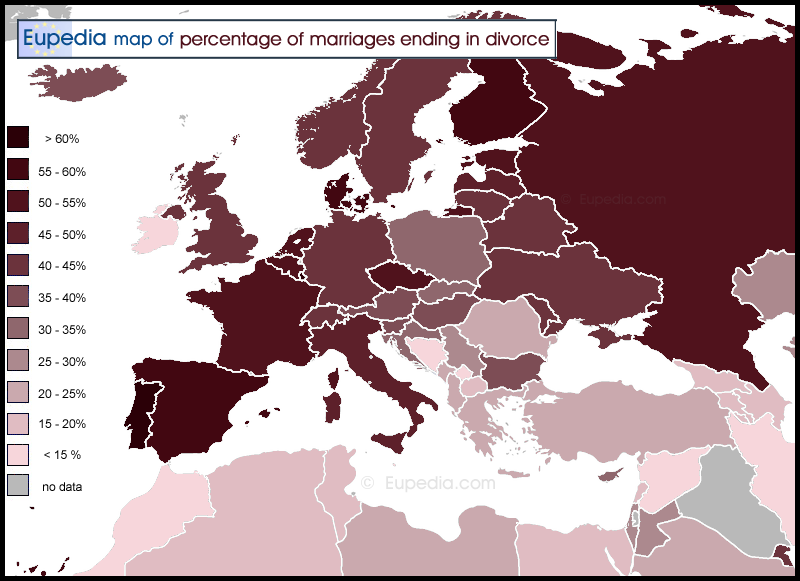 Eupedia map of percentage of marriages ending in divorce
> 60%
55 - 60%
50 - 55%
45 - 50%
40 - 45%
35 - 40%
30 - 35%
25 - 30%
20 - 25%
15 - 20%
< 15 %
no data
© Eupedia.com
© Eupedia.com